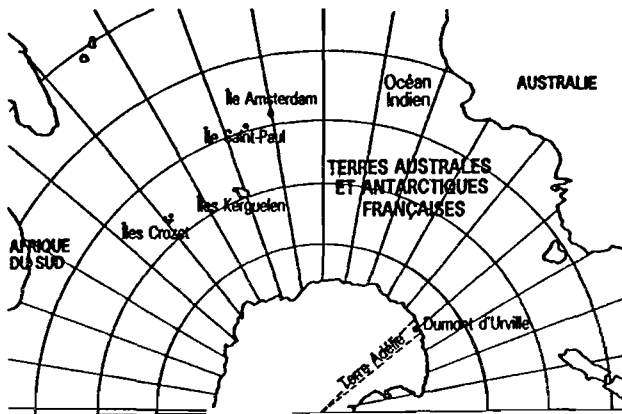 Océan
Indien
AUSTRALIE
Île Amsterdam
Île Saint-Paul
TERRES AUSTRALES
ET ANTARCTIQUES
FRANÇAISES
Îles Kerguelen
Îles Crozet
AFRIQUE
DU SUD
Dumont d'Urville
Terre Adélie